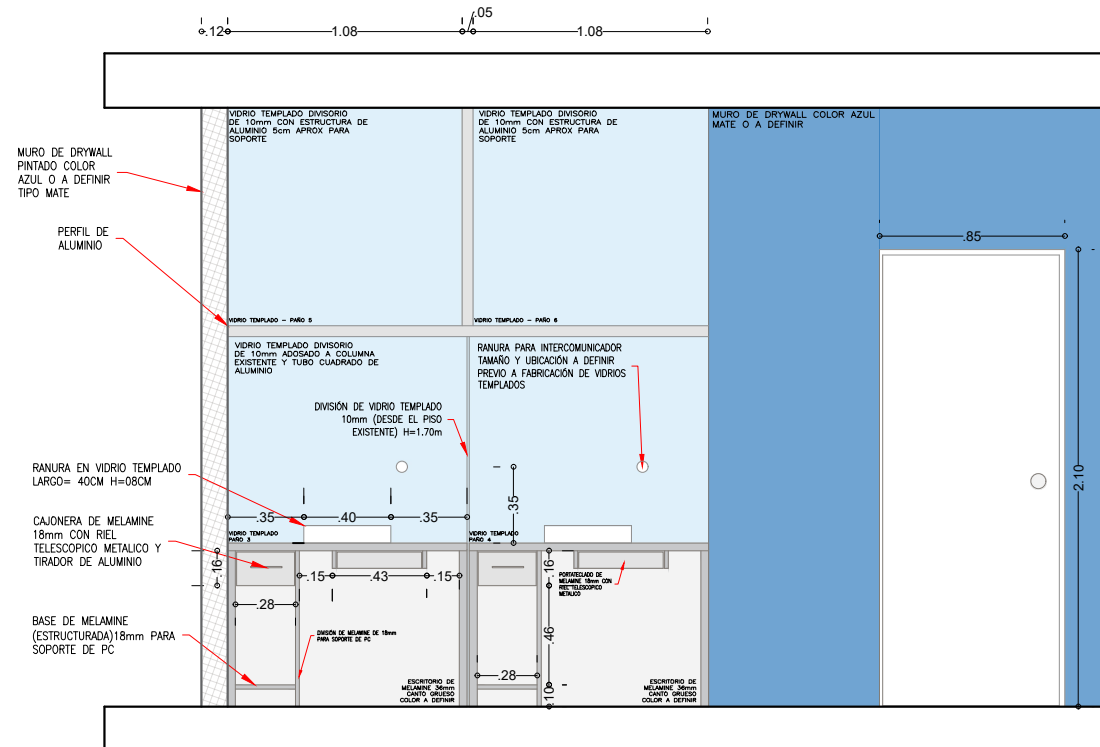 .12
1.08
.05
1.08
VIDRIO TEMPLADO DIVISORIO
DE 10mm CON ESTRUCTURA DE
ALUMINIO 5cm APROX PARA
SOPORTE
VIDRIO TEMPLADO DIVISORIO
DE 10mm CON ESTRUCTURA DE
ALUMINIO 5cm APROX PARA
SOPORTE
MURO DE DRYWALL COLOR AZUL
MATE O A DEFINIR
MURO DE DRYWALL
PINTADO COLOR
AZUL O A DEFINIR
TIPO MATE
PERFIL DE
ALUMINIO
.85
VIDRIO TEMPLADO - PAÑO 5
VIDRIO TEMPLADO - PAÑO 6
VIDRIO TEMPLADO DIVISORIO
DE 10mm ADOSADO A COLUMNA
EXISTENTE Y TUBO CUADRADO DE
ALUMINIO
RANURA PARA INTERCOMUNICADOR
TAMAÑO Y UBICACIÓN A DEFINIR
PREVIO A FABRICACIÓN DE VIDRIOS
TEMPLADOS
DIVISIÓN DE VIDRIO TEMPLADO
10mm (DESDE EL PISO
EXISTENTE) H=1.70m
RANURA EN VIDRIO TEMPLADO
LARGO= 40CM H=08CM
2.10
.35
.40
.35
.35
VIDRIO TEMPLADO
PAÑO 3
VIDRIO TEMPLADO
PAÑO 4
CAJONERA DE MELAMINE
18mm CON RIEL
TELESCOPICO METALICO Y
TIRADOR DE ALUMINIO
.16
.15
.43
.15
.16
PORTATECLADO DE
MELAMINE 18mm CON
RIEL TELESCOPICO
METALICO
.28
.46
BASE DE MELAMINE
(ESTRUCTURADA)18mm PARA
SOPORTE DE PC
DIVISIÓN DE MELAMINE DE 18mm
PARA SOPORTE DE PC
.28
.10
ESCRITORIO DE
MELAMINE 36mm
CANTO GRUESO
COLOR A DEFINIR
ESCRITORIO DE
MELAMINE 36mm
CANTO GRUESO
COLOR A DEFINIR